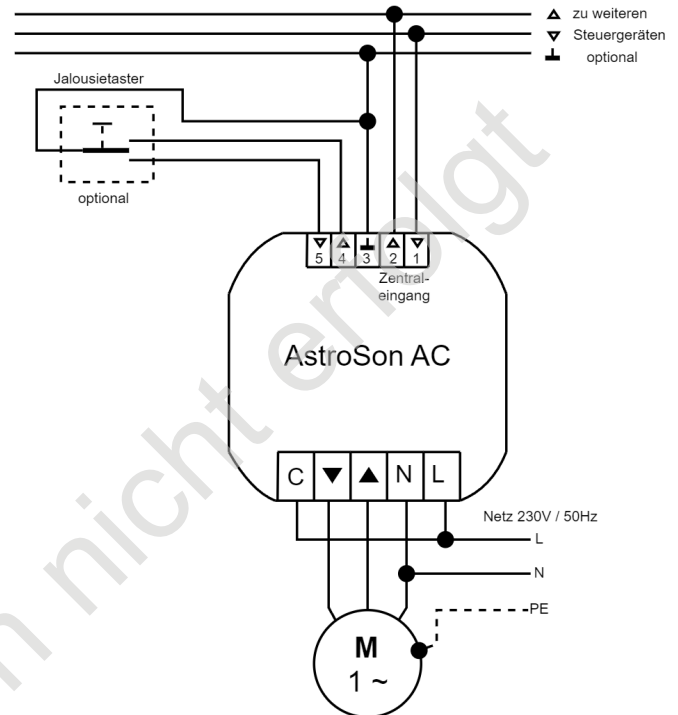 zu weiteren
Steuergeräten
optional
Jalousietaster
optional
5 4 3 2 1
Zentral-
eingang
AstroSon AC
C N L
Netz 230V / 50Hz
L
N
PE
M
1 ~
nicht erfolgt